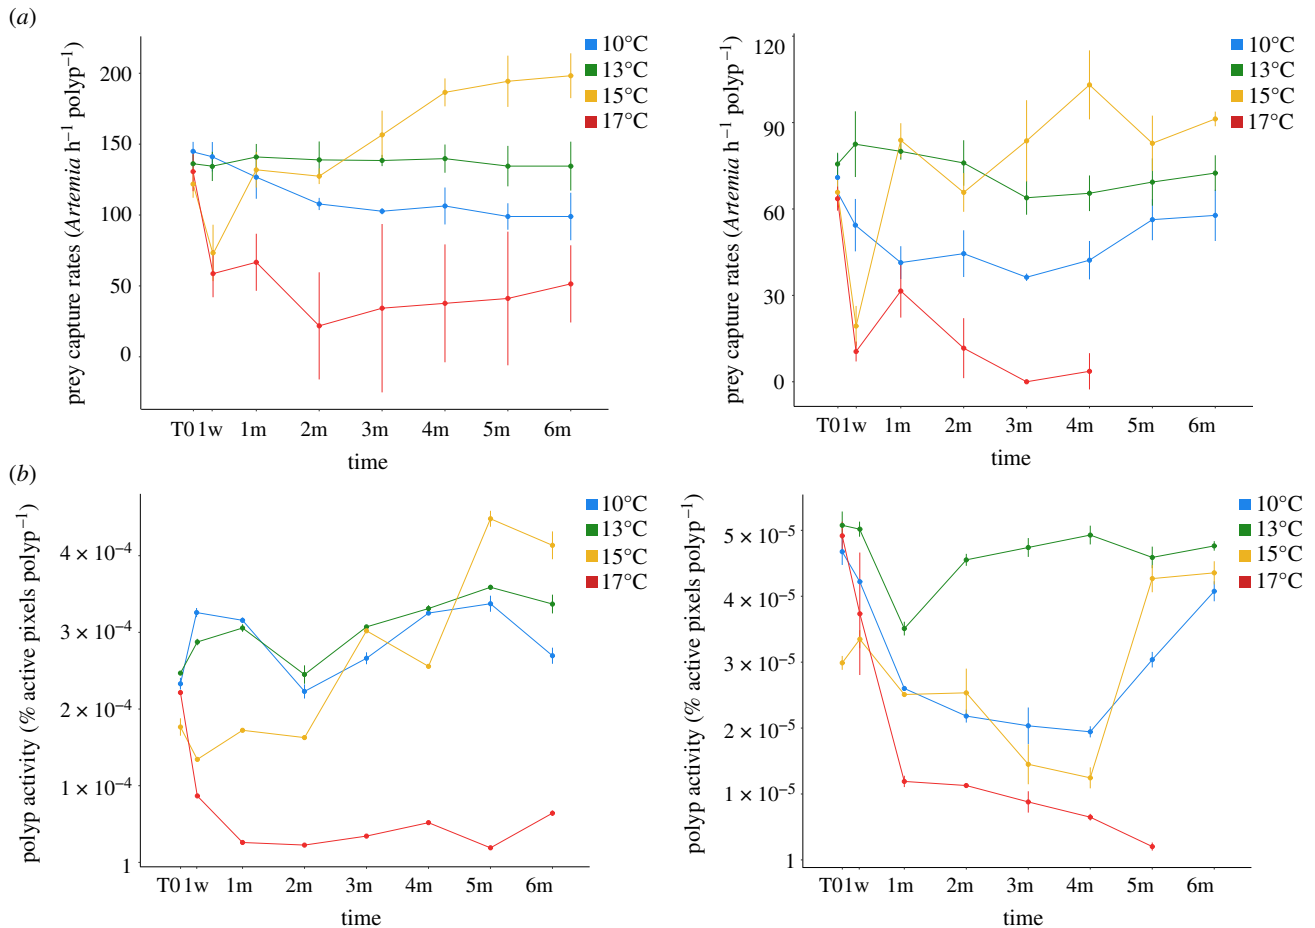 (a)
prey capture rates (Artemia h⁻¹ polyp⁻¹)
200
150
100
50
0
T0 1w 1m 2m 3m 4m 5m 6m
time
10°C
13°C
15°C
17°C
prey capture rates (Artemia h⁻¹ polyp⁻¹)
120
90
60
30
0
T0 1w 1m 2m 3m 4m 5m 6m
time
10°C
13°C
15°C
17°C
(b)
polyp activity (% active pixels polyp⁻¹)
4 × 10⁻⁴
3 × 10⁻⁴
2 × 10⁻⁴
1 × 10⁻⁴
1
T0 1w 1m 2m 3m 4m 5m 6m
time
10°C
13°C
15°C
17°C
polyp activity (% active pixels polyp⁻¹)
5 × 10⁻⁵
4 × 10⁻⁵
3 × 10⁻⁵
2 × 10⁻⁵
1 × 10⁻⁵
1
T0 1w 1m 2m 3m 4m 5m 6m
time
10°C
13°C
15°C
17°C